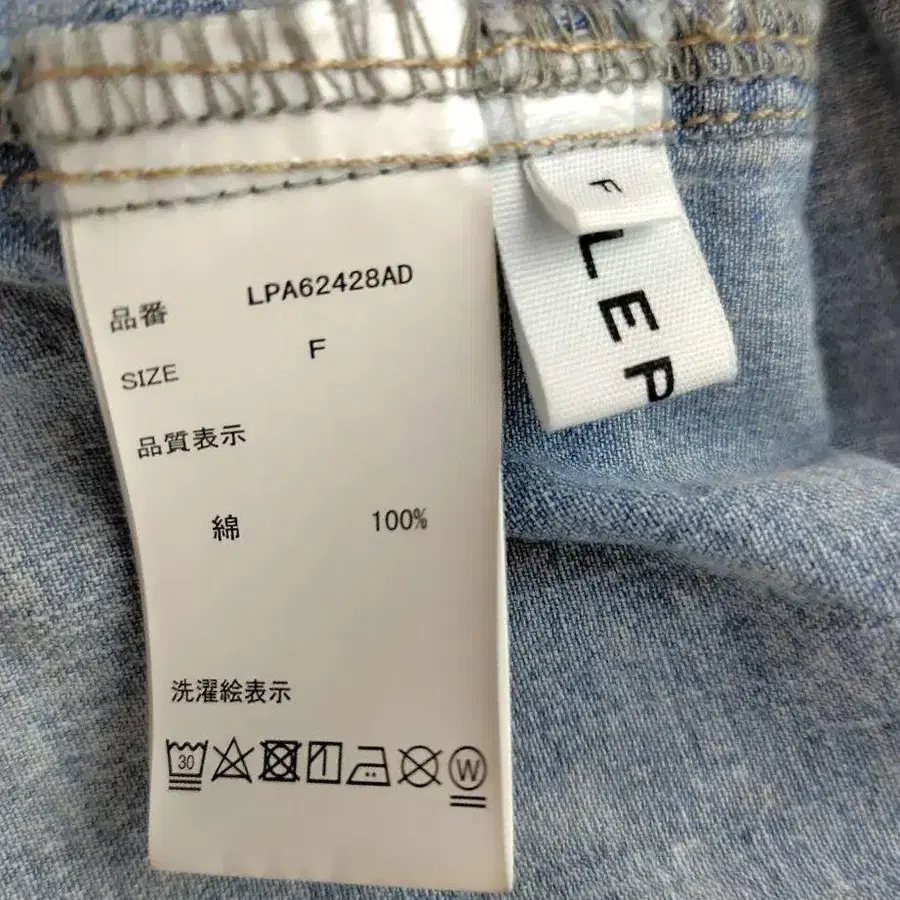 品番 LPA62428AD
SIZE F
品質表示
綿 100%
洗濯絵表示
30
W
F
LEP